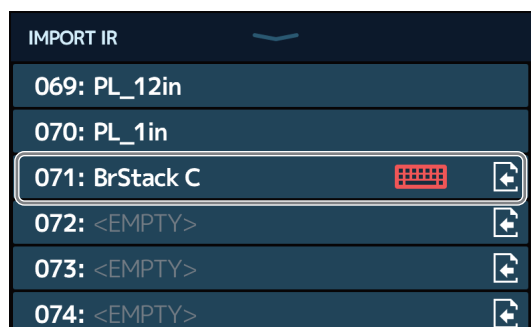 IMPORT IR
069: PL_12in
070: PL_1in
071: BrStack C
072: <EMPTY>
073: <EMPTY>
074: <EMPTY>